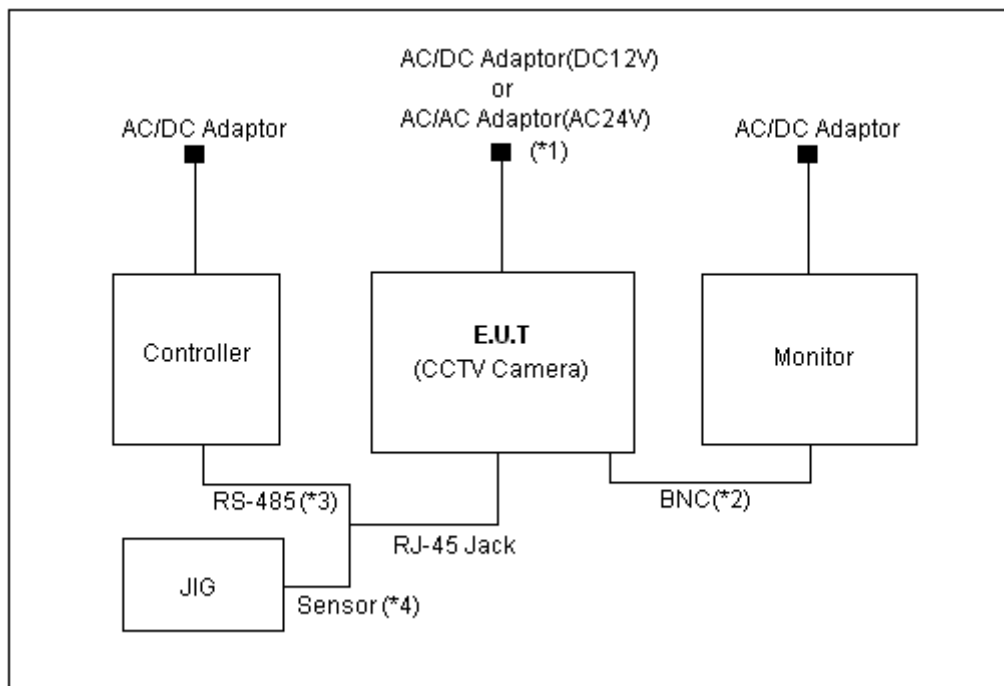 AC/DC Adaptor(DC12V)
or
AC/AC Adaptor(AC24V)
(*1)
AC/DC Adaptor
AC/DC Adaptor
Controller
E.U.T
(CCTV Camera)
Monitor
RS-485(*3)
BNC(*2)
RJ-45 Jack
JIG
Sensor(*4)